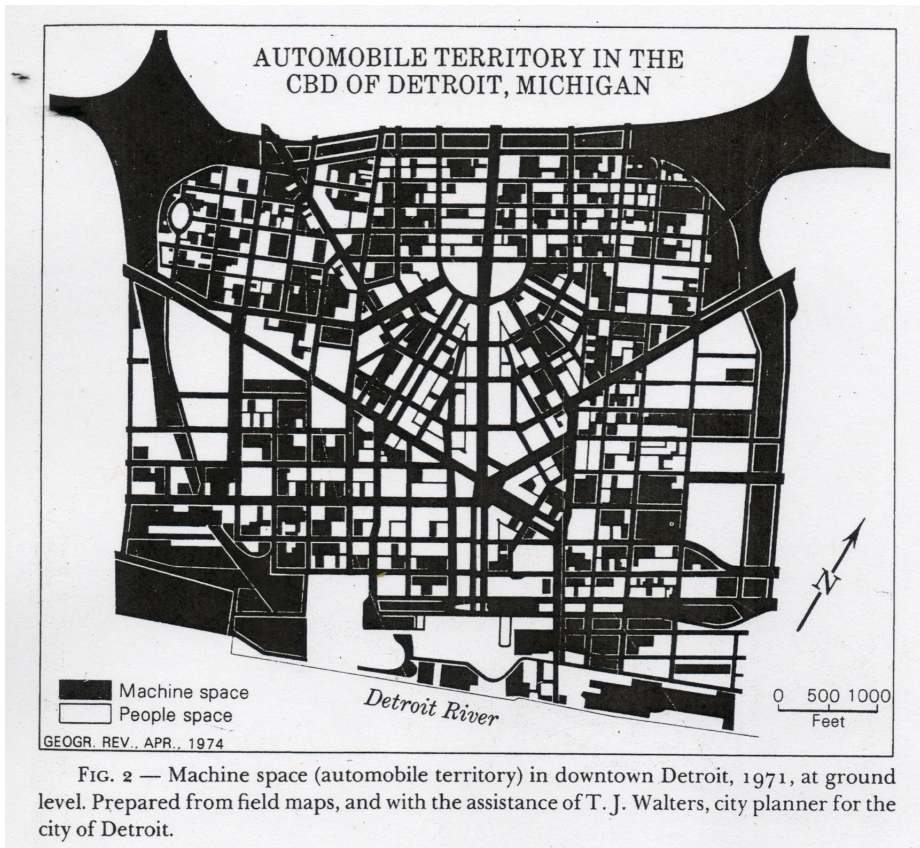 AUTOMOBILE TERRITORY IN THE
CBD OF DETROIT, MICHIGAN
N
Machine space
People space
Detroit River
0 500 1000
Feet
GEOGR. REV., APR., 1974
FIG. 2 — Machine space (automobile territory) in downtown Detroit, 1971, at ground
level. Prepared from field maps, and with the assistance of T. J. Walters, city planner for the
city of Detroit.